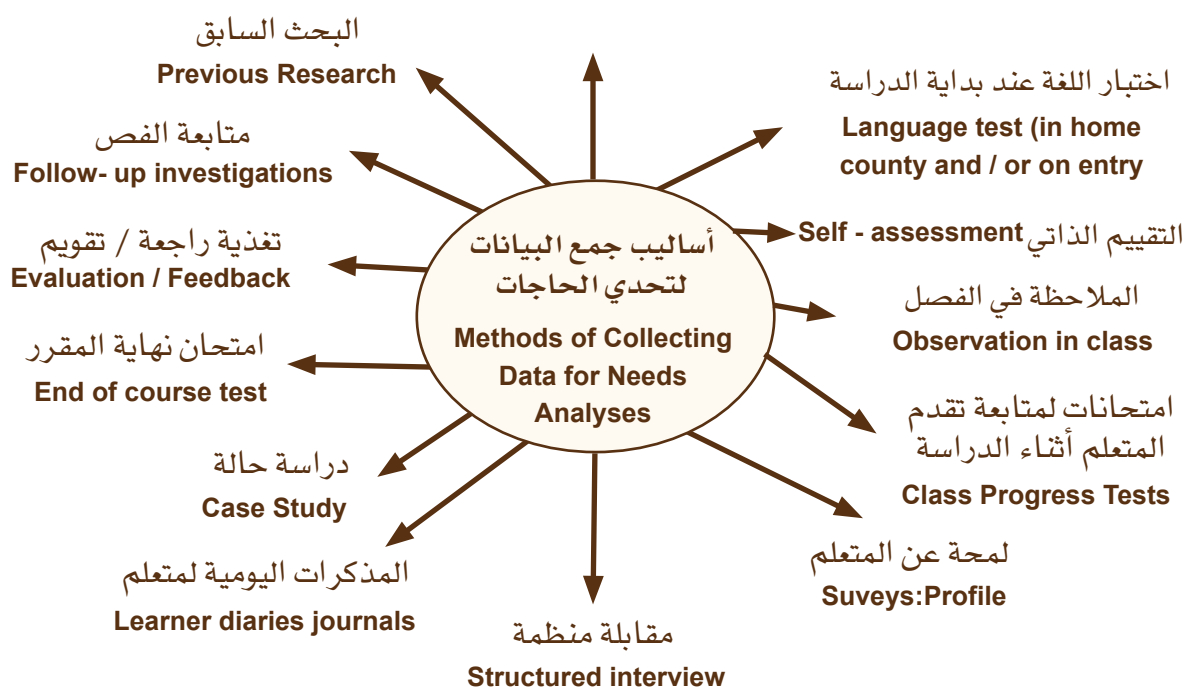 البحث السابق
Previous Research
اختبار اللغة عند بداية الدراسة
Language test (in home
county and / or on entry
متابعة الفص
Follow- up investigations
التقييم الذاتي Self - assessment
تغذية راجعة / تقويم
Evaluation / Feedback
أساليب جمع البيانات
لتحدي الحاجات
Methods of Collecting
Data for Needs
Analyses
الملاحظة في الفصل
Observation in class
امتحان نهاية المقرر
End of course test
امتحانات لمتابعة تقدم
المتعلم أثناء الدراسة
Class Progress Tests
دراسة حالة
Case Study
لمحة عن المتعلم
Suveys:Profile
المذكرات اليومية لمتعلم
Learner diaries journals
مقابلة منظمة
Structured interview